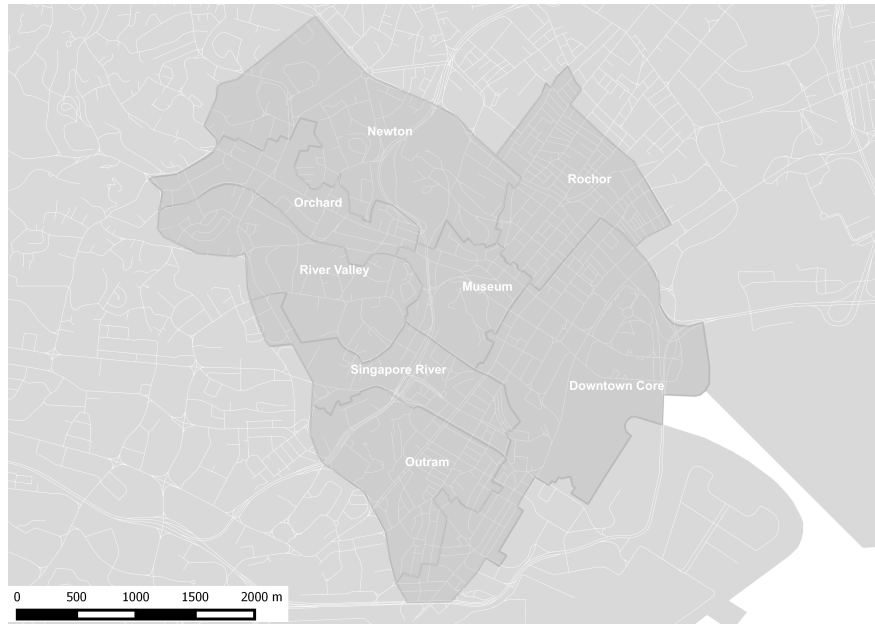 Newton
Rochor
Orchard
River Valley
Museum
Singapore River
Downtown Core
Outram
0 500 1000 1500 2000 m